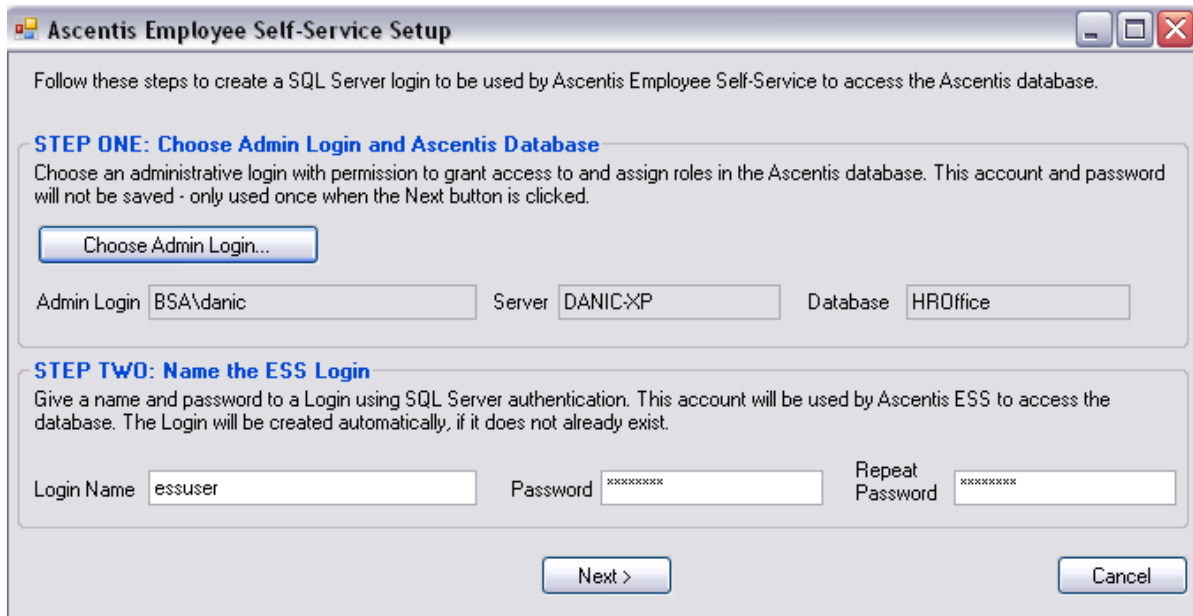 Ascentis Employee Self-Service Setup
Follow these steps to create a SQL Server login to be used by Ascentis Employee Self-Service to access the Ascentis database.
STEP ONE: Choose Admin Login and Ascentis Database
Choose an administrative login with permission to grant access to and assign roles in the Ascentis database. This account and password
will not be saved - only used once when the Next button is clicked.
Choose Admin Login...
Admin Login BSA\danic Server DANIC-XP Database HROffice
STEP TWO: Name the ESS Login
Give a name and password to a Login using SQL Server authentication. This account will be used by Ascentis ESS to access the
database. The Login will be created automatically, if it does not already exist.
Login Name essuser Password ******** Repeat Password ********
Next > Cancel